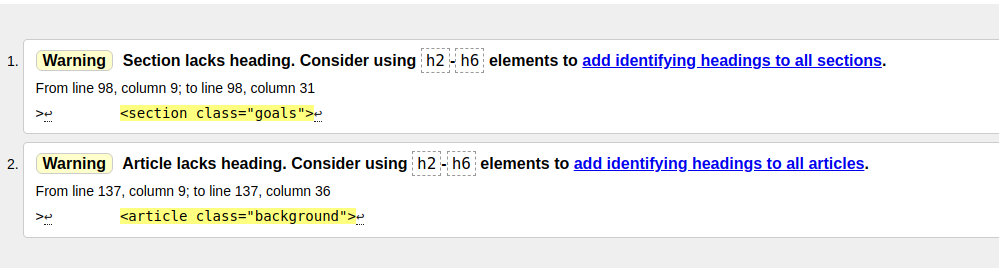 1. Warning Section lacks heading. Consider using h2-h6 elements to add identifying headings to all sections.
From line 98, column 9; to line 98, column 31
>↩ <section class="goals">↩
2. Warning Article lacks heading. Consider using h2-h6 elements to add identifying headings to all articles.
From line 137, column 9; to line 137, column 36
>↩ <article class="background">↩